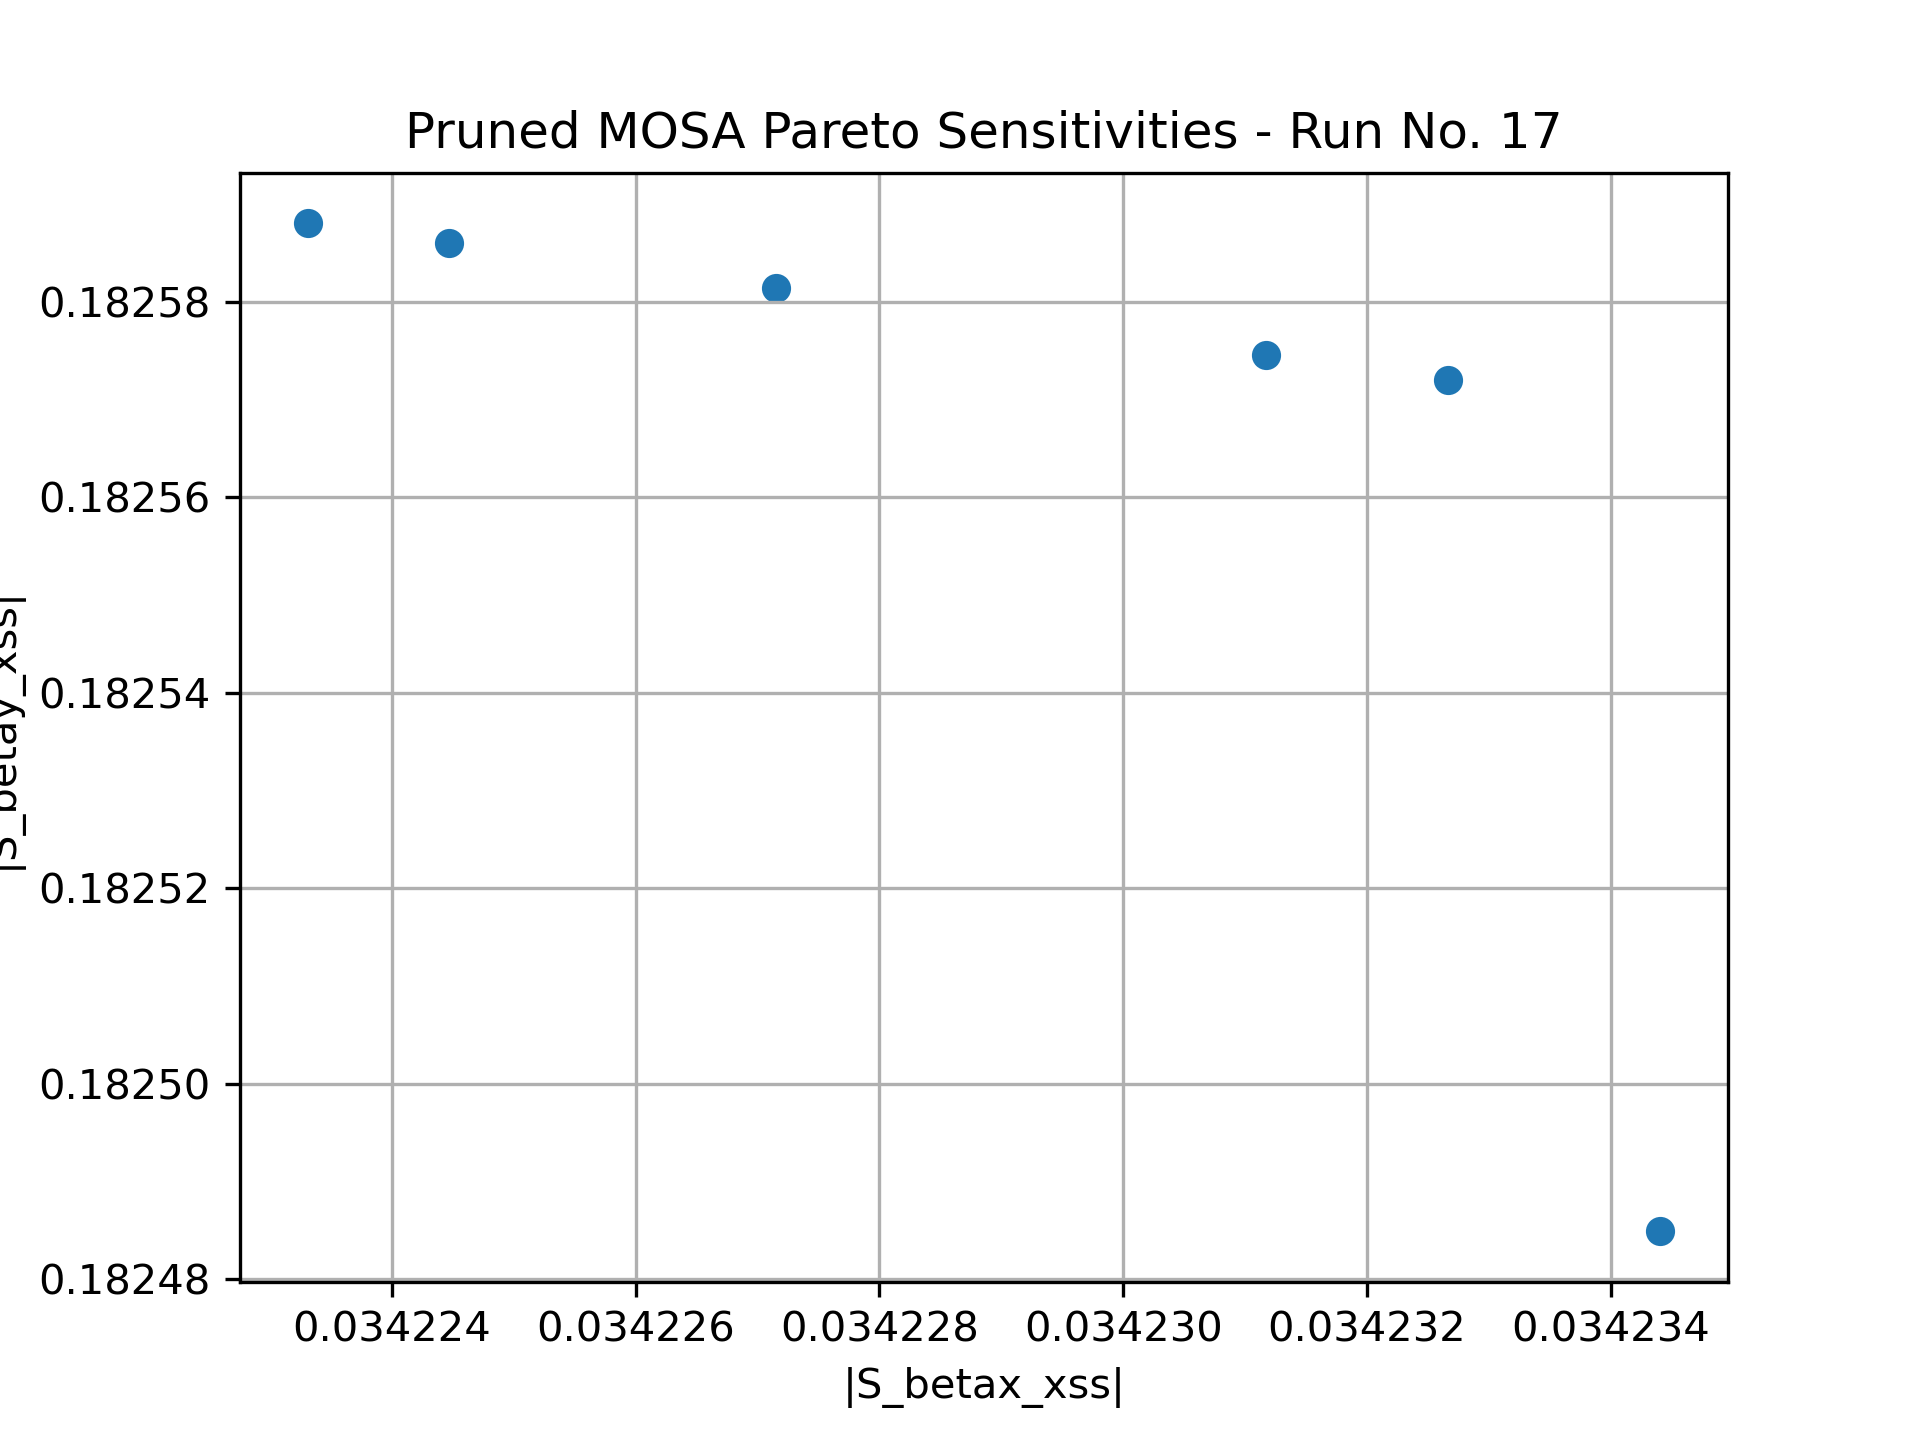 Pruned MOSA Pareto Sensitivities - Run No. 17
|S_betay_xss|
0.18258
0.18256
0.18254
0.18252
0.18250
0.18248
0.034224 0.034226 0.034228 0.034230 0.034232 0.034234
|S_betax_xss|